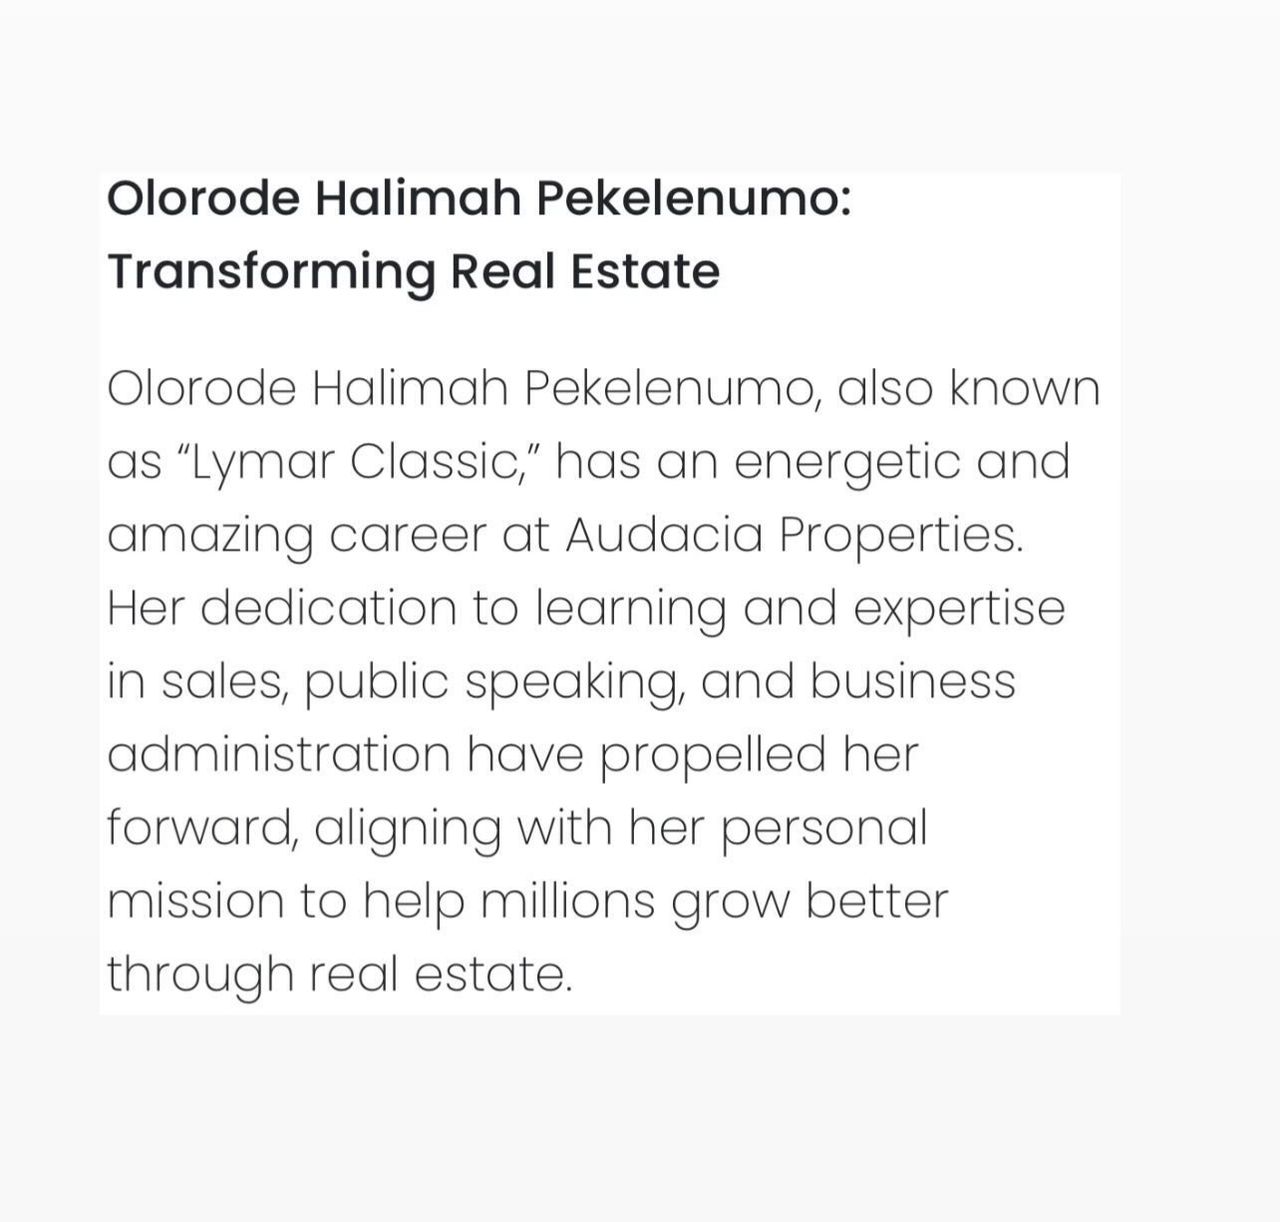 Olorode Halimah Pekelenumo:
Transforming Real Estate
Olorode Halimah Pekelenumo, also known
as “Lymar Classic,” has an energetic and
amazing career at Audacia Properties.
Her dedication to learning and expertise
in sales, public speaking, and business
administration have propelled her
forward, aligning with her personal
mission to help millions grow better
through real estate.